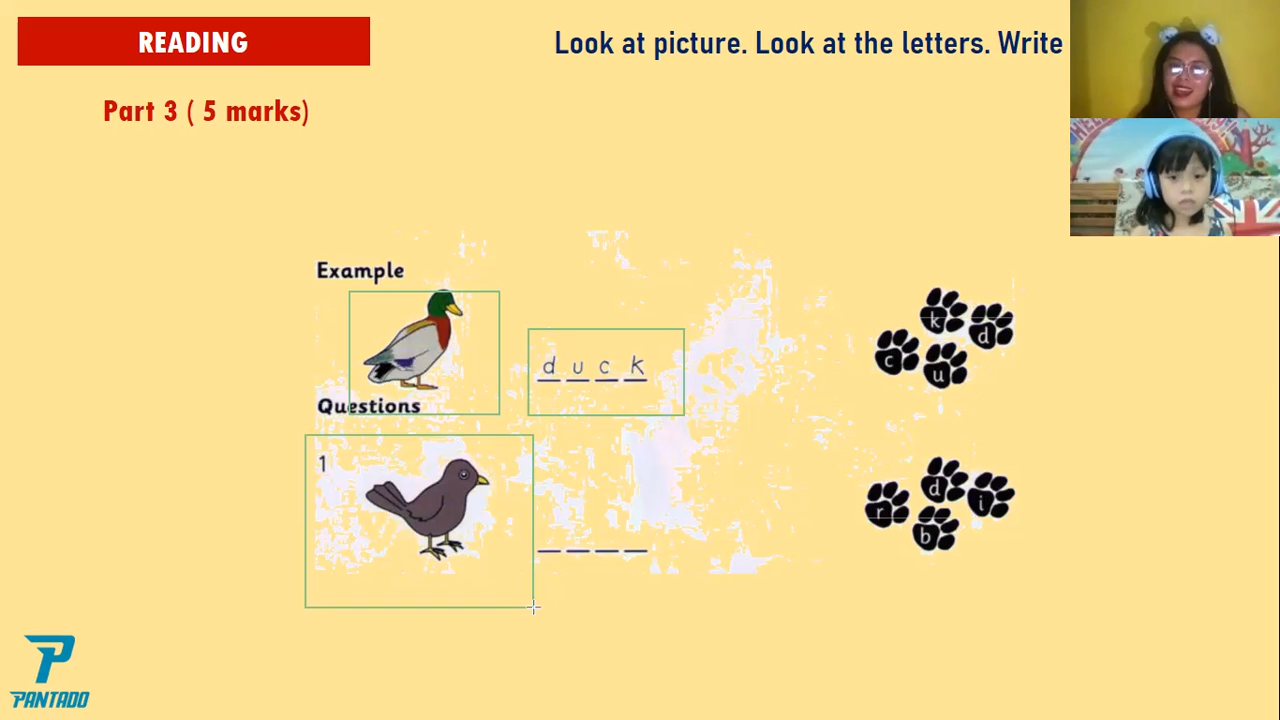 READING
Look at picture. Look at the letters. Write
Part 3 ( 5 marks)
Example
d u c k
k
d
c
u
Questions
1
d
r
i
b
PANTADO